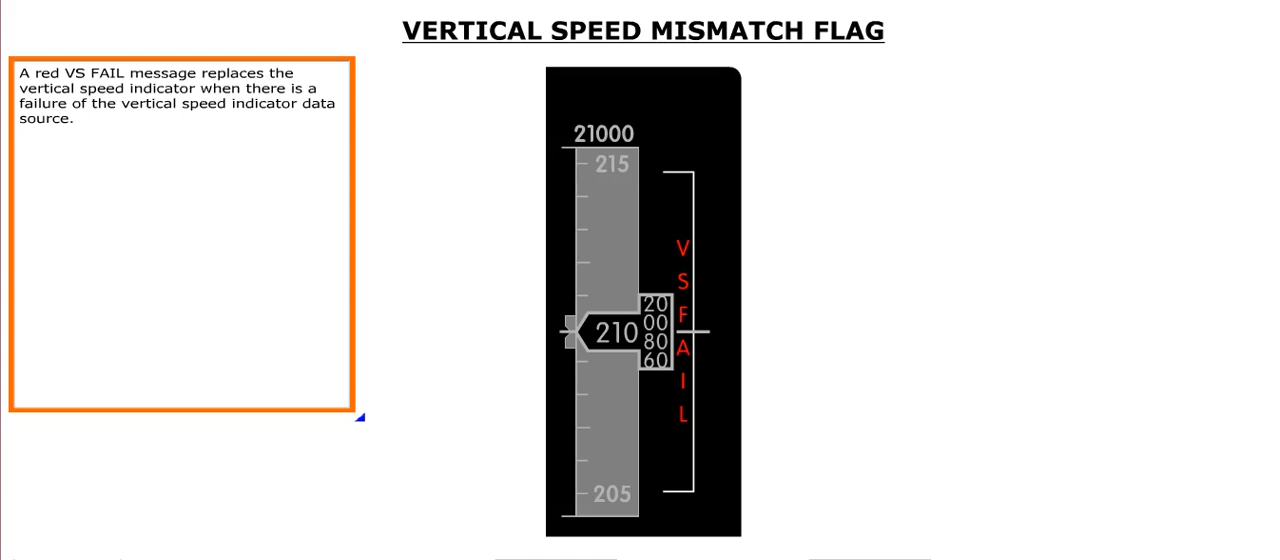 VERTICAL SPEED MISMATCH FLAG
A red VS FAIL message replaces the
vertical speed indicator when there is a
failure of the vertical speed indicator data
source.
21000
215
V
S
F
A
I
L
20
00
210
80
60
205